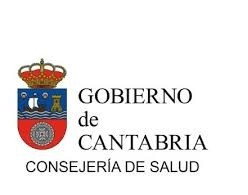 GOBIERNO
de
CANTABRIA
CONSEJERÍA DE SALUD